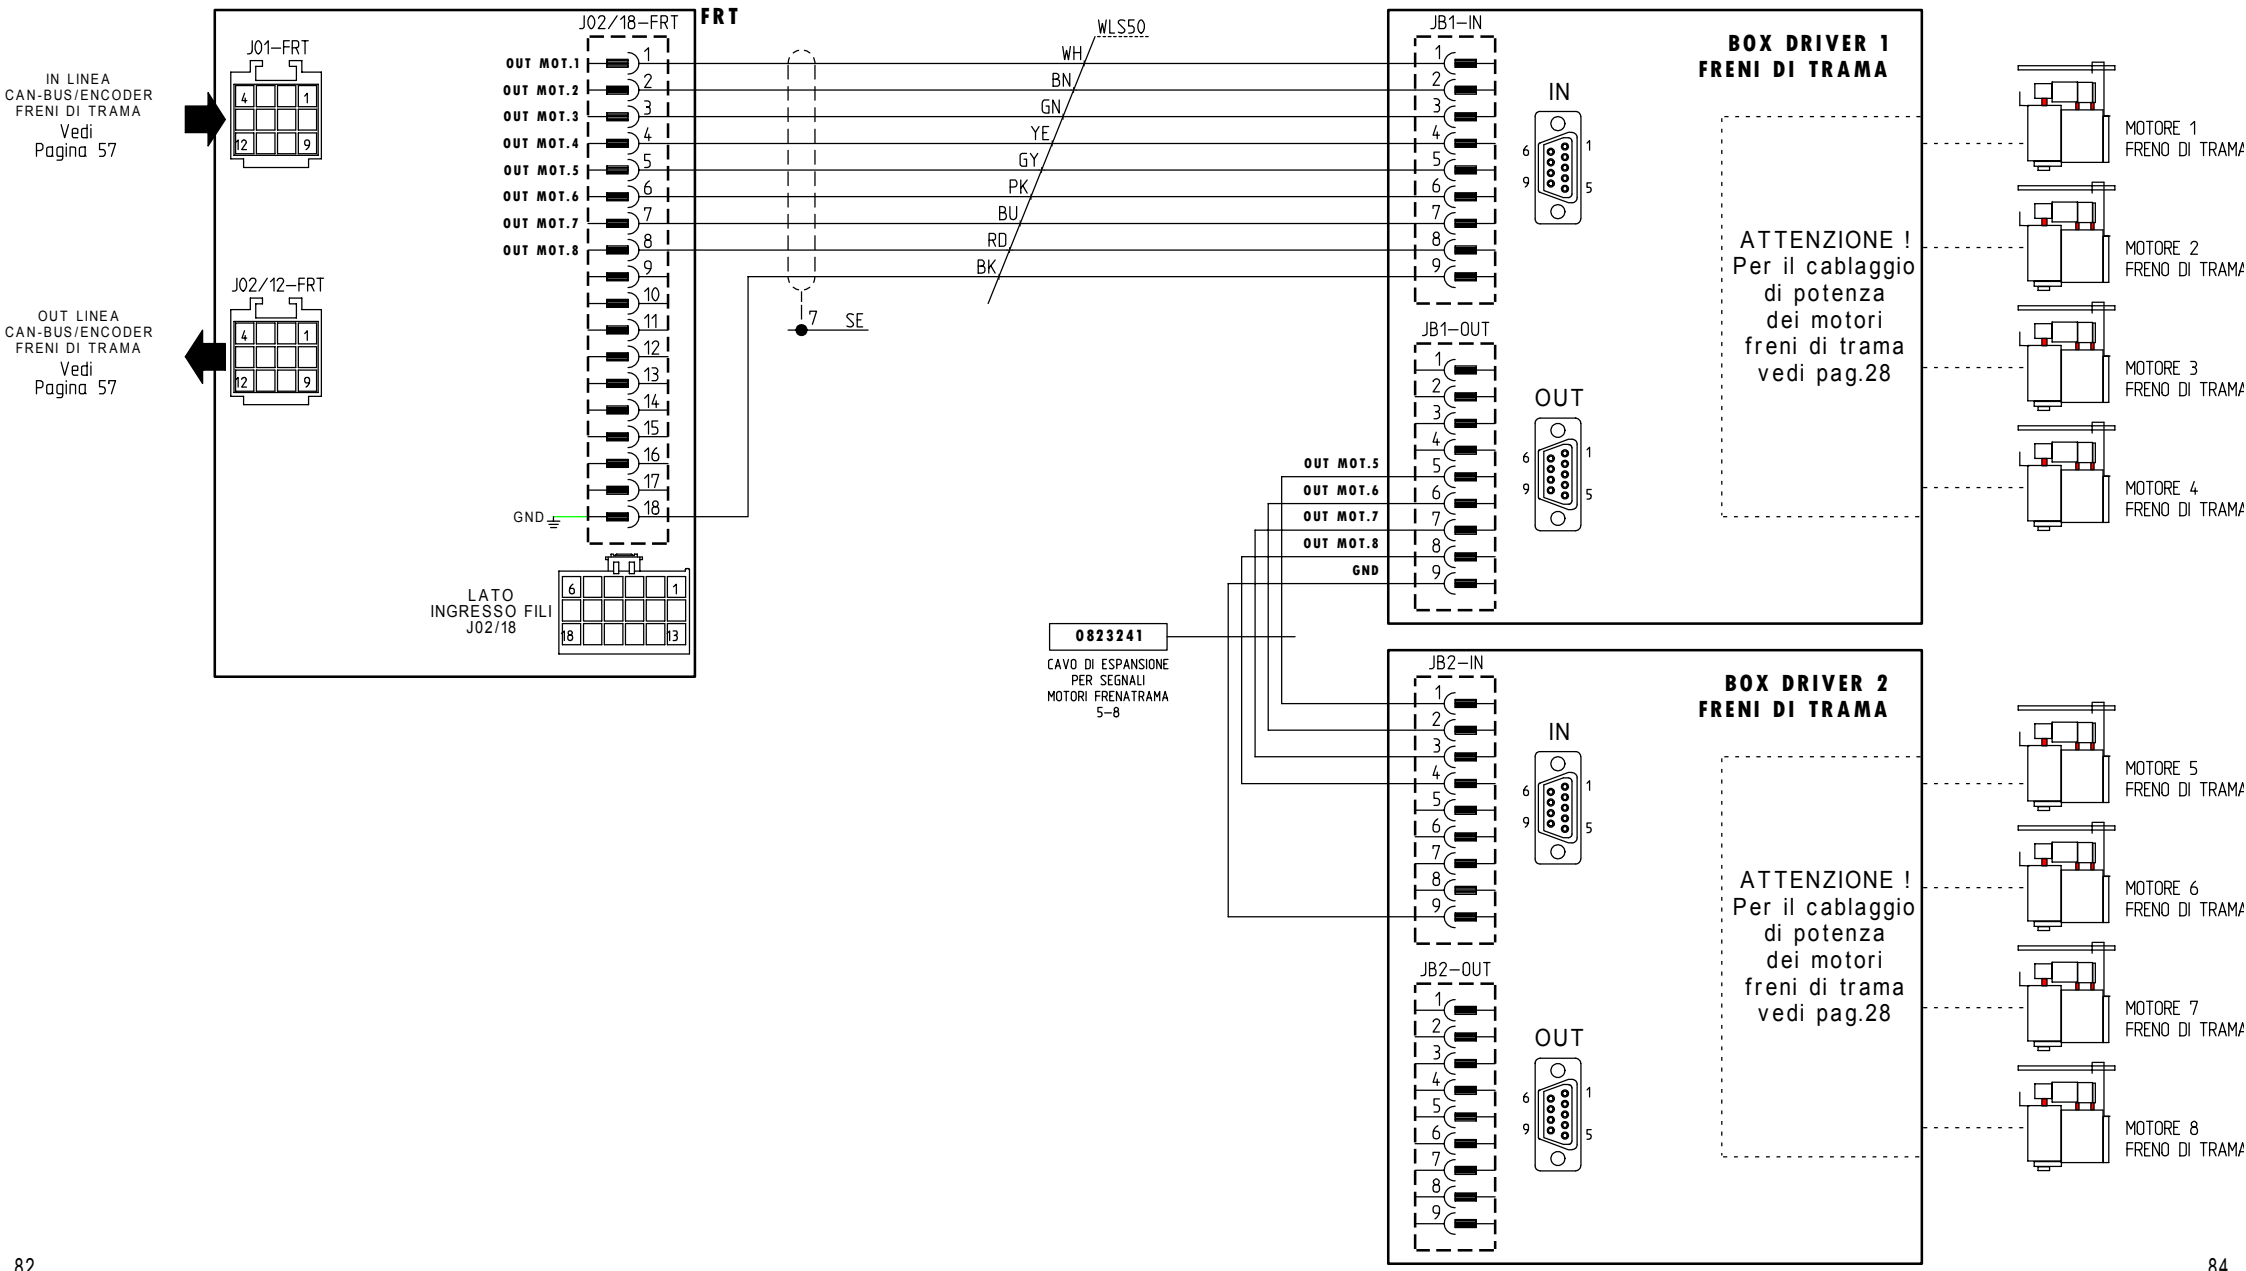 FRT
J02/18-FRT
J01-FRT
4
1
12
9
IN LINEA
CAN-BUS/ENCODER
FRENI DI TRAMA
Vedi
Pagina 57
J02/12-FRT
4
1
12
9
OUT LINEA
CAN-BUS/ENCODER
FRENI DI TRAMA
Vedi
Pagina 57
OUT MOT.1
1
OUT MOT.2
2
OUT MOT.3
3
OUT MOT.4
4
OUT MOT.5
5
OUT MOT.6
6
OUT MOT.7
7
OUT MOT.8
8
9
10
11
12
13
14
15
16
17
GND
18
LATO
INGRESSO FILI
J02/18
6
1
18
13
WLS50
WH
BN
GN
YE
GY
PK
BU
RD
BK
7
SE
JB1-IN
1
2
3
4
5
6
7
8
9
BOX DRIVER 1
FRENI DI TRAMA
IN
6
1
9
5
JB1-OUT
1
2
3
4
OUT MOT.5
5
OUT MOT.6
6
OUT MOT.7
7
OUT MOT.8
8
GND
9
OUT
6
1
9
5
ATTENZIONE !
Per il cablaggio
di potenza
dei motori
freni di trama
vedi pag.28
MOTORE 1
FRENO DI TRAMA
MOTORE 2
FRENO DI TRAMA
MOTORE 3
FRENO DI TRAMA
MOTORE 4
FRENO DI TRAMA
0823241
CAVO DI ESPANSIONE
PER SEGNALI
MOTORI FRENATRAMA
5-8
JB2-IN
1
2
3
4
5
6
7
8
9
BOX DRIVER 2
FRENI DI TRAMA
IN
6
1
9
5
JB2-OUT
1
2
3
4
5
6
7
8
9
OUT
6
1
9
5
ATTENZIONE !
Per il cablaggio
di potenza
dei motori
freni di trama
vedi pag.28
MOTORE 5
FRENO DI TRAMA
MOTORE 6
FRENO DI TRAMA
MOTORE 7
FRENO DI TRAMA
MOTORE 8
FRENO DI TRAMA
82
84